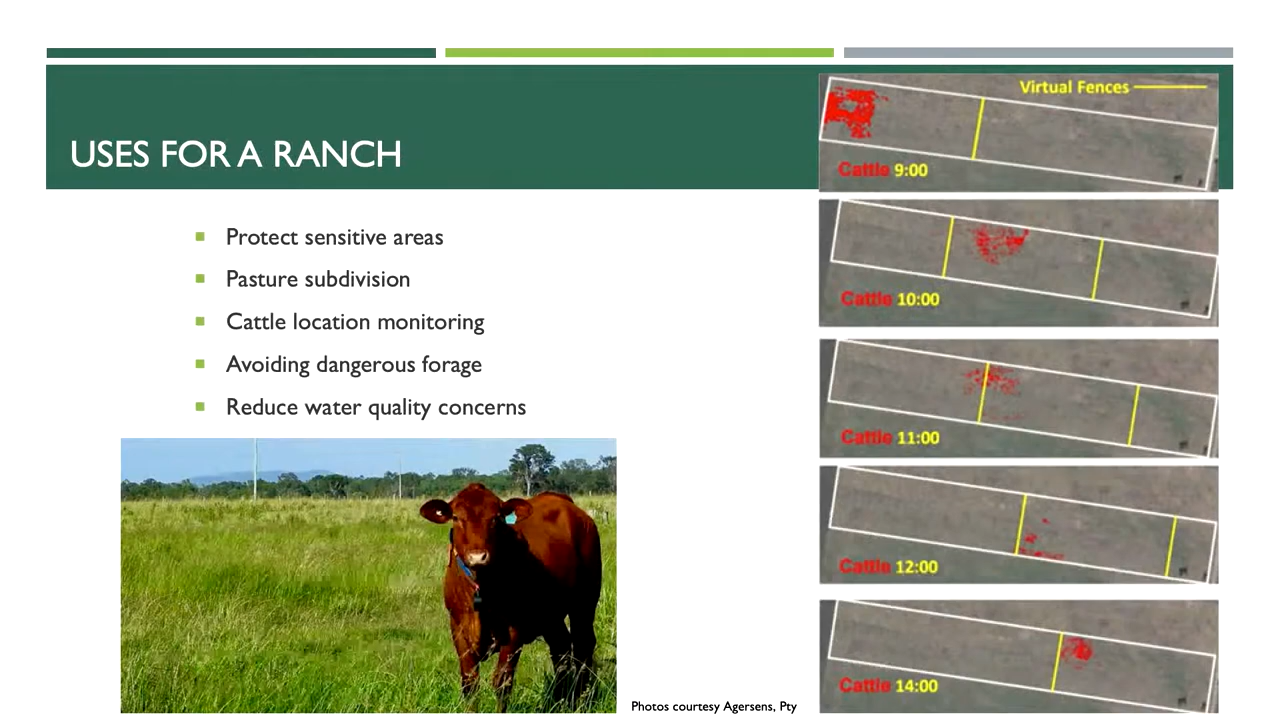 USES FOR A RANCH
Protect sensitive areas
Pasture subdivision
Cattle location monitoring
Avoiding dangerous forage
Reduce water quality concerns
Virtual Fences
Cattle 9:00
Cattle 10:00
Cattle 11:00
Cattle 12:00
Cattle 14:00
Photos courtesy Agersens, Pty